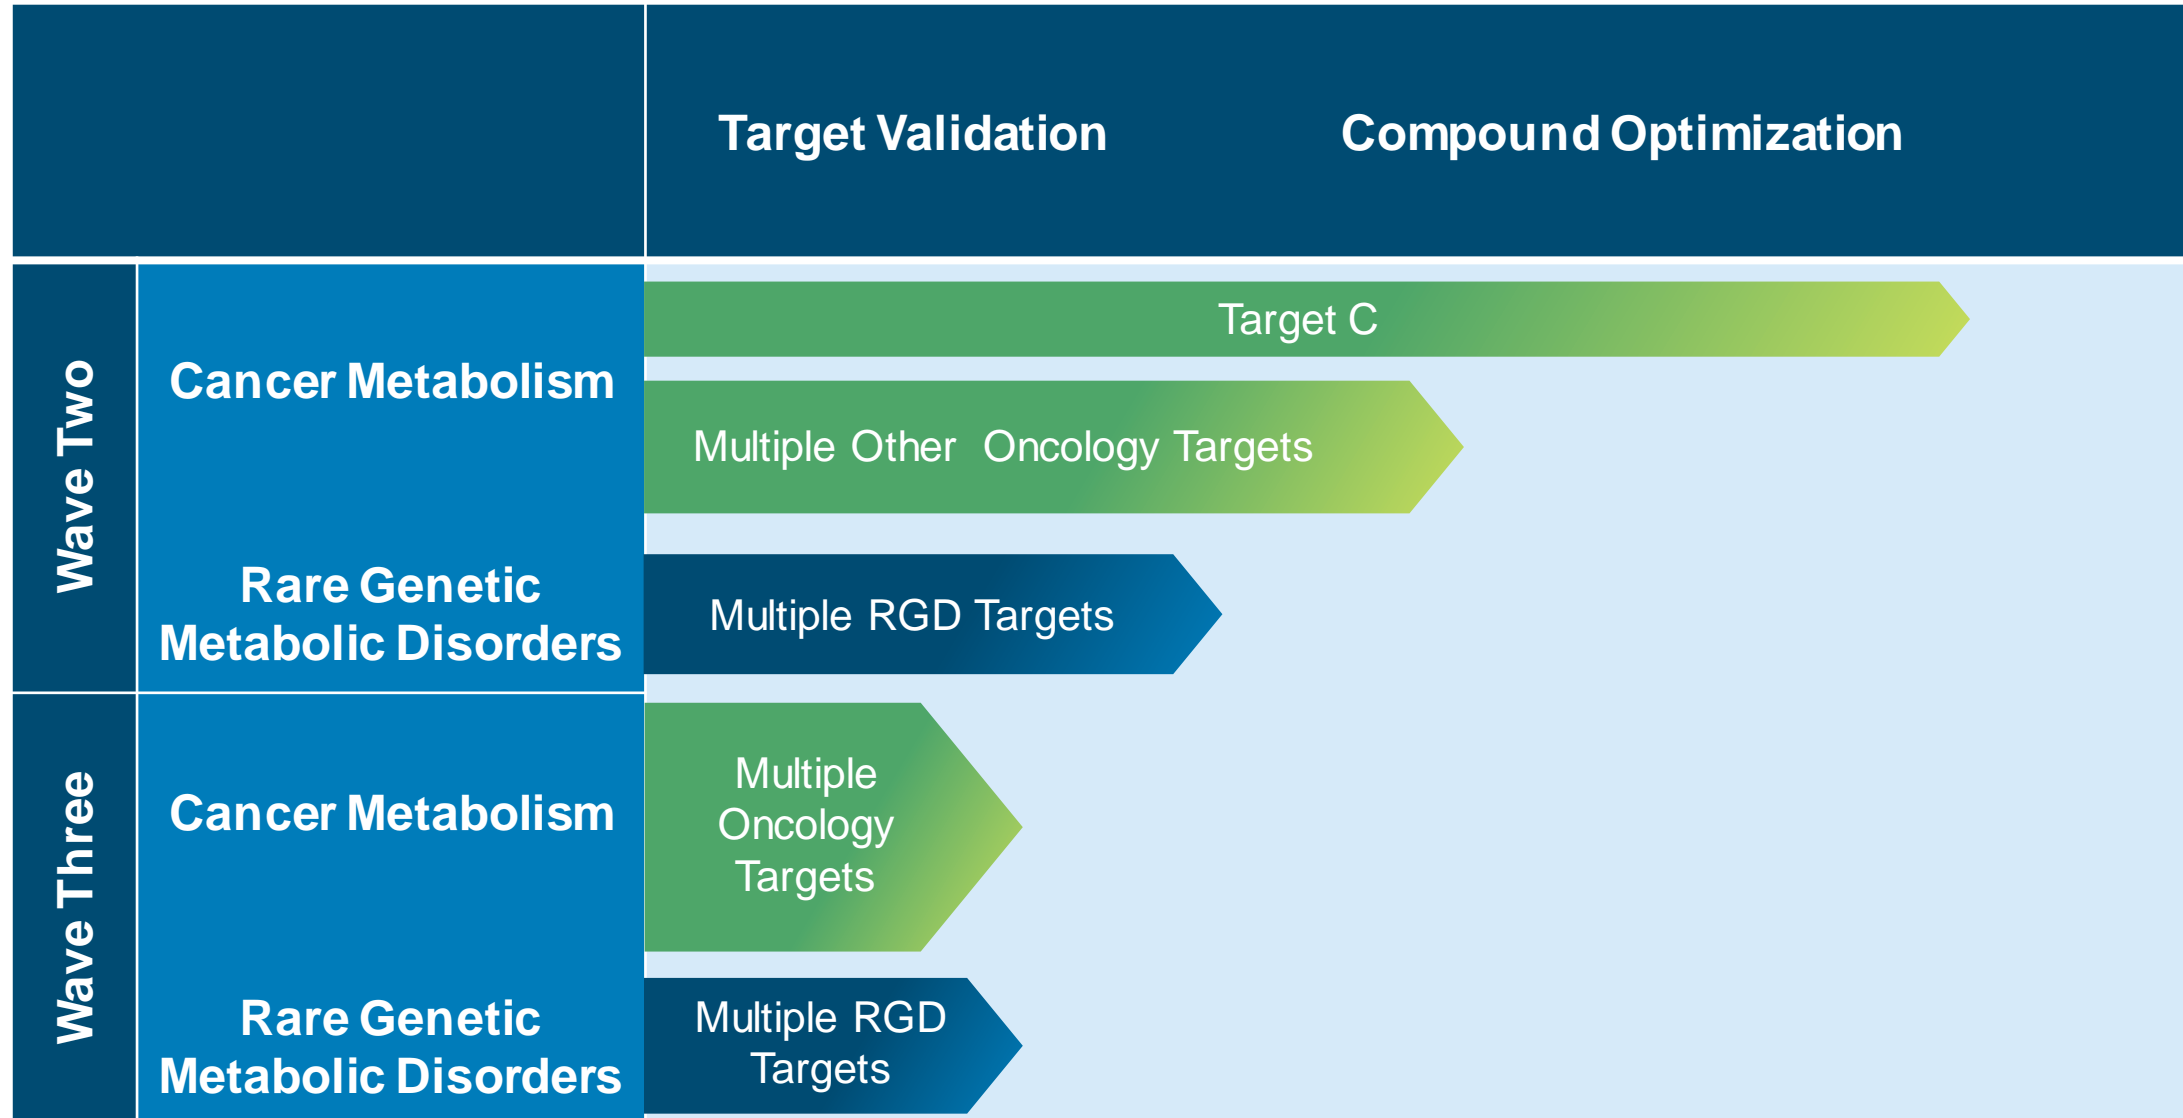 Target Validation
Compound Optimization
Wave Two
Cancer Metabolism
Target C
Multiple Other Oncology Targets
Rare Genetic
Metabolic Disorders
Multiple RGD Targets
Wave Three
Cancer Metabolism
Multiple
Oncology
Targets
Rare Genetic
Metabolic Disorders
Multiple RGD
Targets